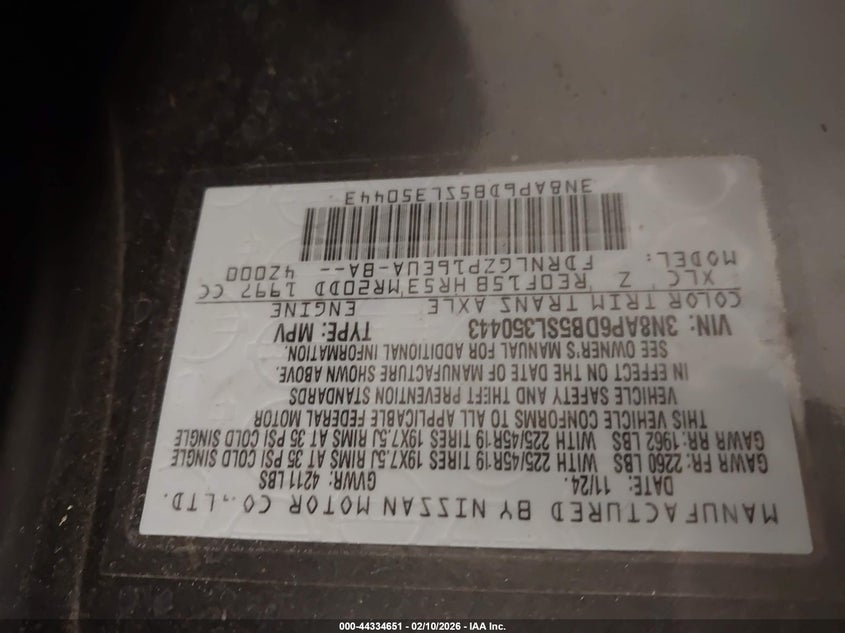 MANUFACTURED BY NISSAN MOTOR CO.,LTD.
DATE: 11/24. GVWR: 4211 LBS
GAWR FR: 2260 LBS WITH 225/45R19 TIRES 19X7.5J RIMS AT 35 PSI COLD SINGLE
GAWR RR: 1962 LBS WITH 225/45R19 TIRES 19X7.5J RIMS AT 35 PSI COLD SINGLE
THIS VEHICLE CONFORMS TO ALL APPLICABLE FEDERAL MOTOR
VEHICLE SAFETY AND THEFT PREVENTION STANDARDS
IN EFFECT ON THE DATE OF MANUFACTURE SHOWN ABOVE.
SEE OWNER'S MANUAL FOR ADDITIONAL INFORMATION.
VIN: 3N8AP6DB5SL350443 TYPE: MPV
COLOR TRIM TRANS AXLE ENGINE
XLC Z RE0F15B HR53 MR20DD 1997 CC
MODEL: FDRNLGZP16EUA-BA-- 4Z000
3N8AP6DB5SL350443
000-44334651 — 02/10/2026 — IAA Inc.